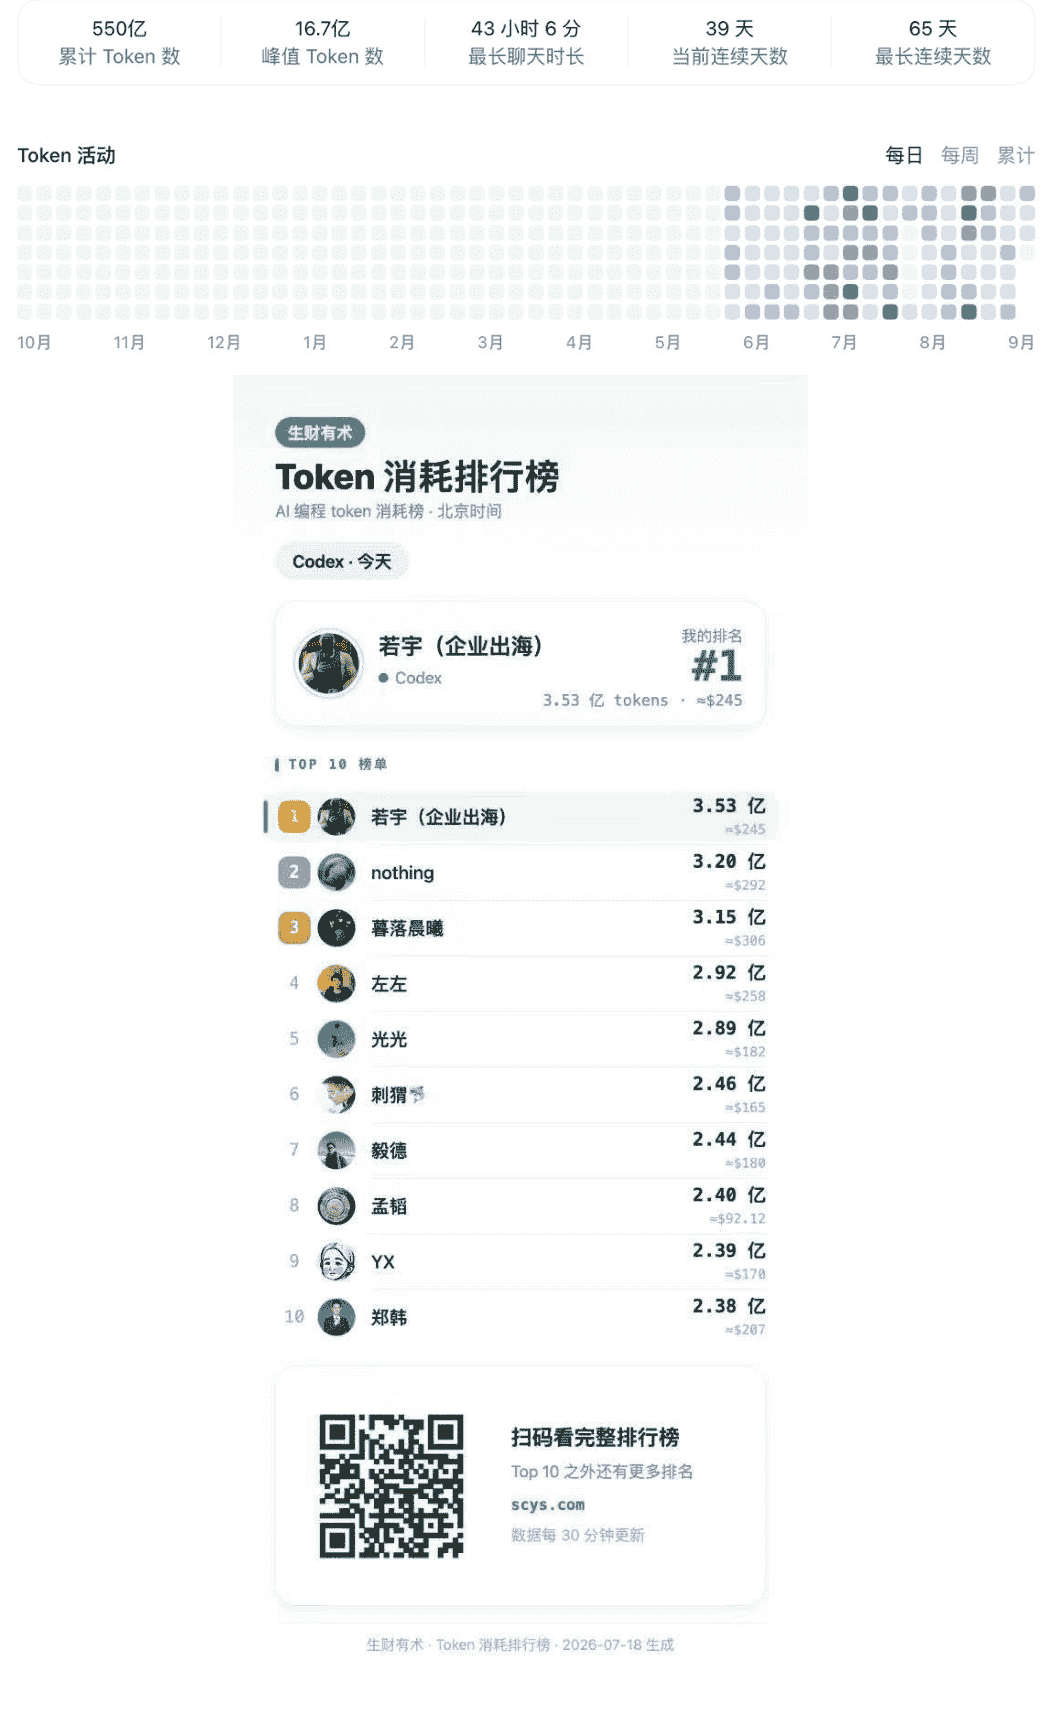 550亿
累计 Token 数
16.7亿
峰值 Token 数
43 小时 6 分
最长聊天时长
39 天
当前连续天数
65 天
最长连续天数
Token 活动
每日 每周 累计
10月 11月 12月 1月 2月 3月 4月 5月 6月 7月 8月 9月
生财有术
Token 消耗排行榜
AI 编程 token 消耗榜 · 北京时间
Codex · 今天
若宇（企业出海）
Codex
我的排名
#1
3.53 亿 tokens · ≈$245
TOP 10 榜单
1 若宇（企业出海） 3.53 亿
≈$245
2 nothing 3.20 亿
≈$292
3 暮落晨曦 3.15 亿
≈$306
4 左左 2.92 亿
≈$258
5 光光 2.89 亿
≈$182
6 刺猬 2.46 亿
≈$165
7 毅德 2.44 亿
≈$180
8 孟韬 2.40 亿
≈$92.12
9 YX 2.39 亿
≈$170
10 郑韩 2.38 亿
≈$207
扫码看完整排行榜
Top 10 之外还有更多排名
scys.com
数据每 30 分钟更新
生财有术 · Token 消耗排行榜 · 2026-07-18 生成